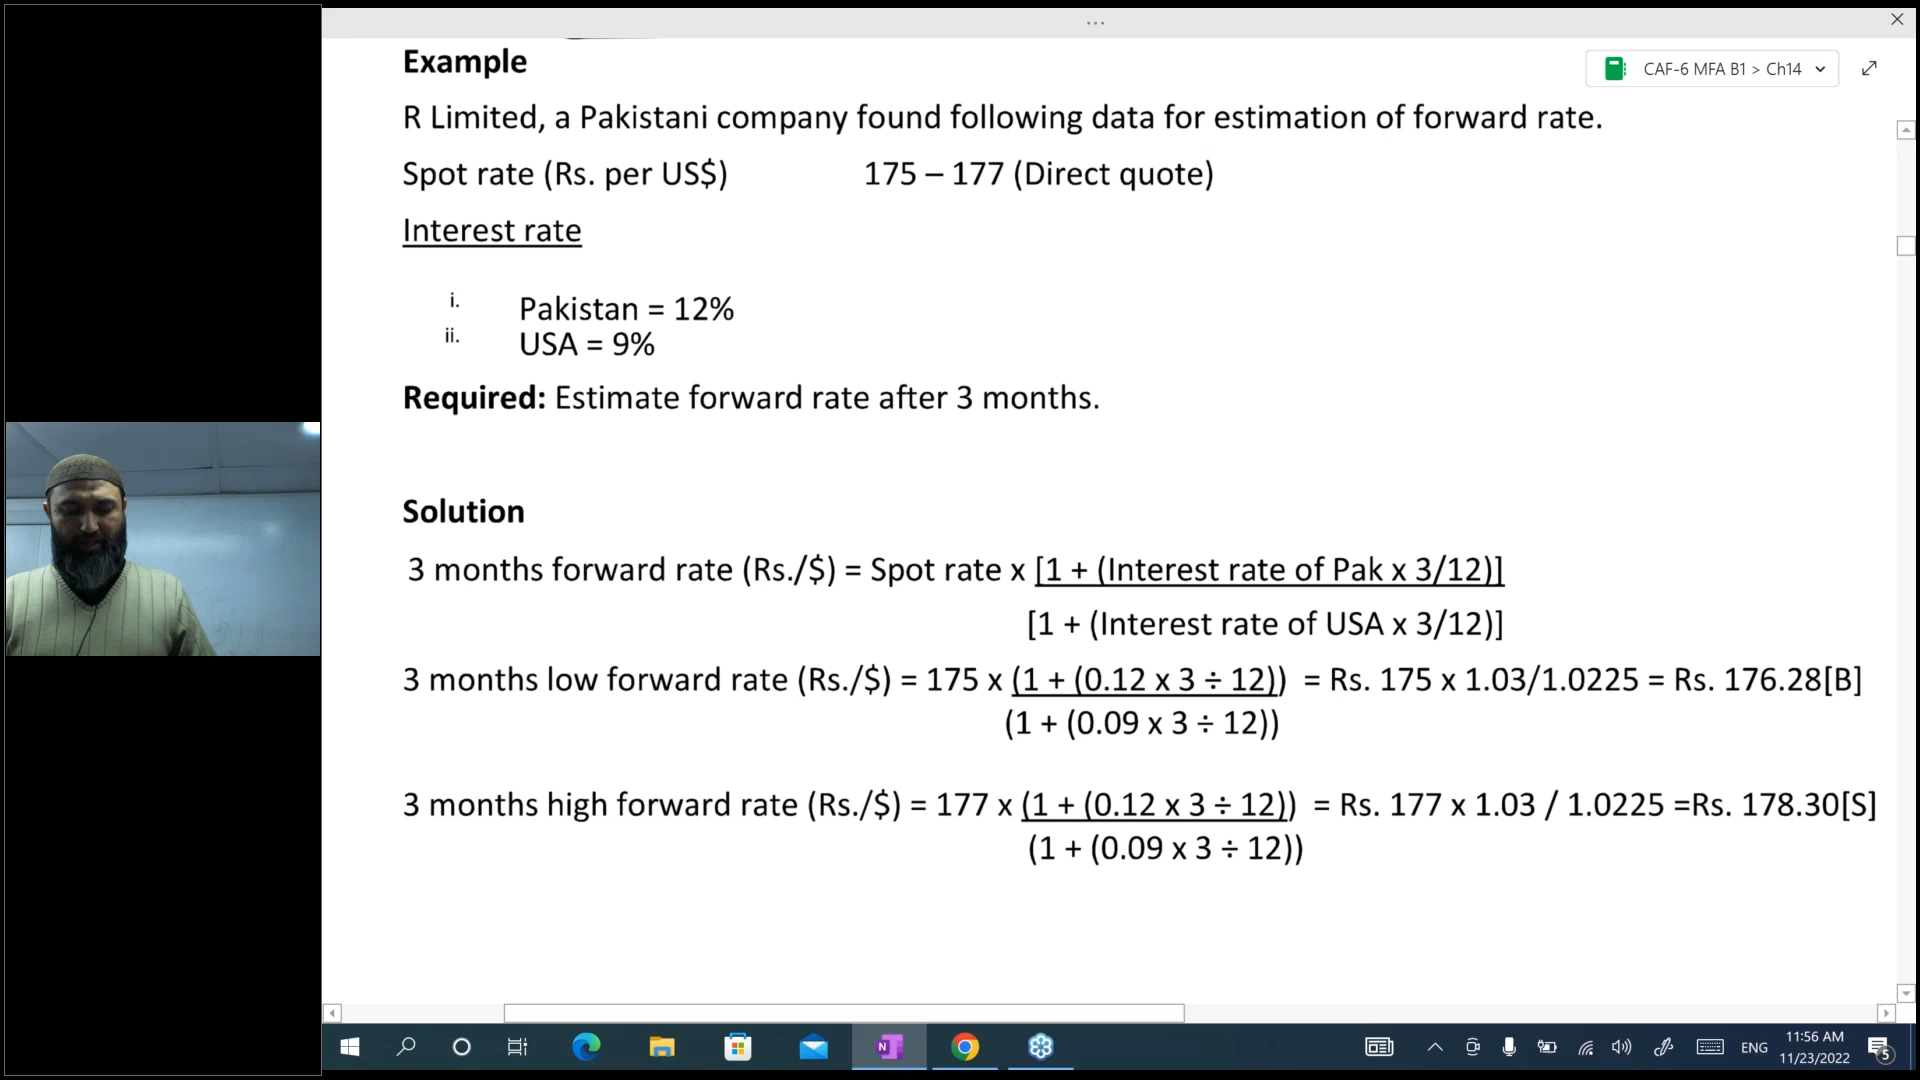 ...
Example
CAF-6 MFA B1 > Ch14
R Limited, a Pakistani company found following data for estimation of forward rate.
Spot rate (Rs. per US$) 175 – 177 (Direct quote)
Interest rate
i. Pakistan = 12%
ii. USA = 9%
Required: Estimate forward rate after 3 months.
Solution
3 months forward rate (Rs./$) = Spot rate x [1 + (Interest rate of Pak x 3/12)]
[1 + (Interest rate of USA x 3/12)]
3 months low forward rate (Rs./$) = 175 x (1 + (0.12 x 3 ÷ 12)) = Rs. 175 x 1.03/1.0225 = Rs. 176.28[B]
(1 + (0.09 x 3 ÷ 12))
3 months high forward rate (Rs./$) = 177 x (1 + (0.12 x 3 ÷ 12)) = Rs. 177 x 1.03 / 1.0225 =Rs. 178.30[S]
(1 + (0.09 x 3 ÷ 12))
N
ENG
11:56 AM
11/23/2022
5